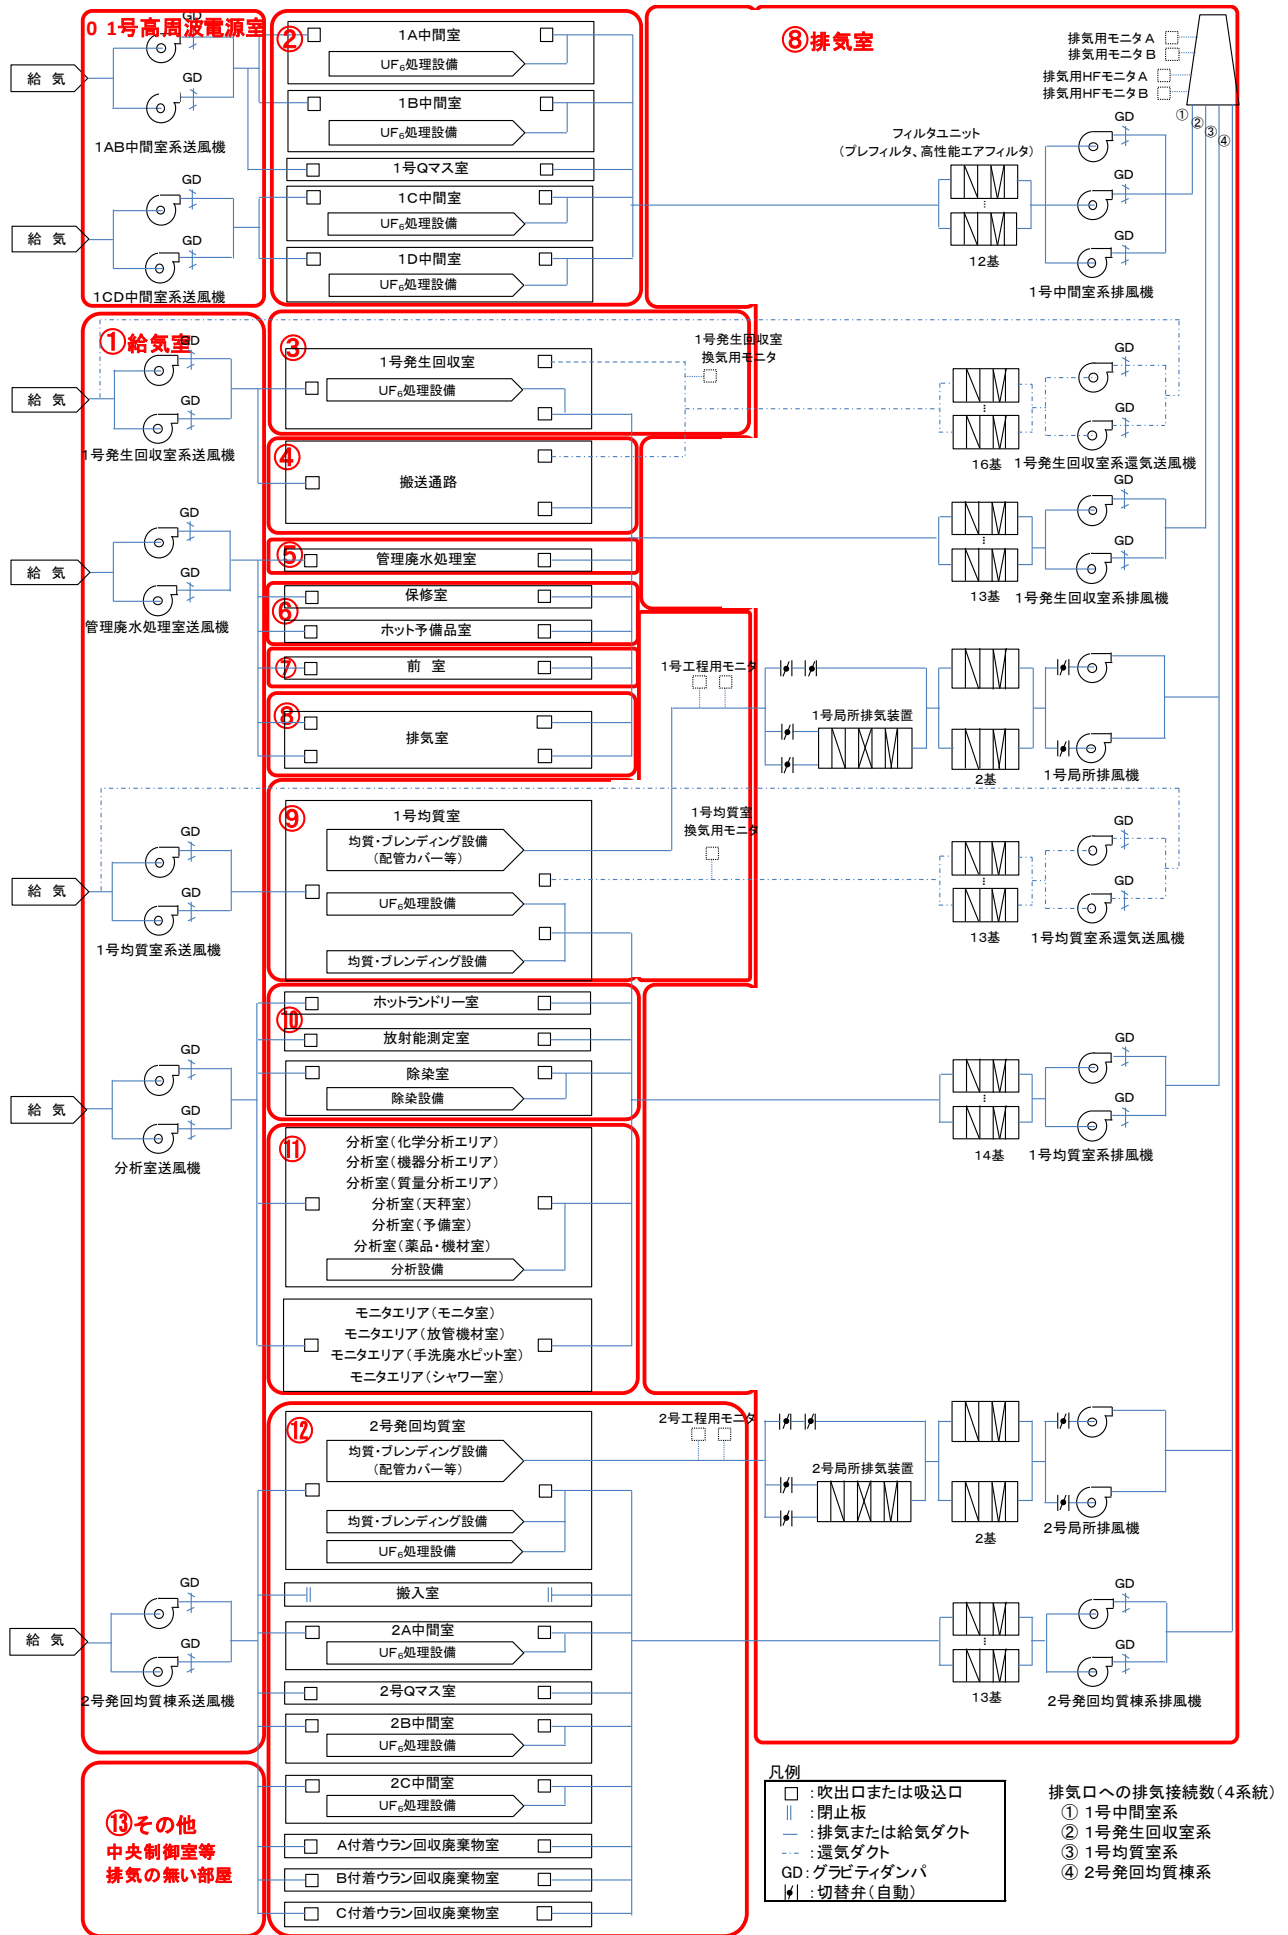 0 1号高周波電源室
GD
給 気
GD
1AB中間室系送風機
GD
給 気
GD
1CD中間室系送風機
②
1A中間室
UF₆処理設備
1B中間室
UF₆処理設備
1号Qマス室
1C中間室
UF₆処理設備
1D中間室
UF₆処理設備
⑧排気室
排気用モニタA
排気用モニタB
排気用HFモニタA
排気用HFモニタB
①
②
③
④
フィルタユニット
(プレフィルタ、高性能エアフィルタ)
12基
GD
GD
GD
1号中間室系排風機
①給気室
GD
給 気
GD
1号発生回収室系送風機
③
1号発生回収室
UF₆処理設備
1号発生回収室
換気用モニタ
GD
GD
16基
1号発生回収室系還気送風機
④
搬送通路
GD
GD
13基
1号発生回収室系排風機
GD
給 気
GD
管理廃水処理室送風機
⑤
管理廃水処理室
⑥
保修室
ホット予備品室
⑦
前 室
⑧
排気室
1号工程用モニタ
1号局所排気装置
2基
1号局所排風機
⑨
1号均質室
均質・ブレンディング設備
(配管カバー等)
UF₆処理設備
均質・ブレンディング設備
1号均質室
換気用モニタ
GD
GD
13基
1号均質室系還気送風機
GD
給 気
GD
1号均質室系送風機
⑩
ホットランドリー室
放射能測定室
除染室
除染設備
GD
GD
14基
1号均質室系排風機
GD
給 気
GD
分析室送風機
⑪
分析室(化学分析エリア)
分析室(機器分析エリア)
分析室(質量分析エリア)
分析室(天秤室)
分析室(予備室)
分析室(薬品・機材室)
分析設備
モニタエリア(モニタ室)
モニタエリア(放管機材室)
モニタエリア(手洗廃水ピット室)
モニタエリア(シャワー室)
⑫
2号発回均質室
均質・ブレンディング設備
(配管カバー等)
均質・ブレンディング設備
UF₆処理設備
2号工程用モニタ
2号局所排気装置
2基
2号局所排風機
搬入室
2A中間室
UF₆処理設備
2号Qマス室
2B中間室
UF₆処理設備
2C中間室
UF₆処理設備
A付着ウラン回収廃棄物室
B付着ウラン回収廃棄物室
C付着ウラン回収廃棄物室
GD
GD
13基
2号発回均質棟系排風機
GD
給 気
GD
2号発回均質棟系送風機
⑬その他
中央制御室等
排気の無い部屋
凡例
:吹出口または吸込口
:閉止板
:排気または給気ダクト
:還気ダクト
GD:グラビティダンパ
:切替弁(自動)
排気口への排気接続数(4系統)
① 1号中間室系
② 1号発生回収室系
③ 1号均質室系
④ 2号発回均質棟系